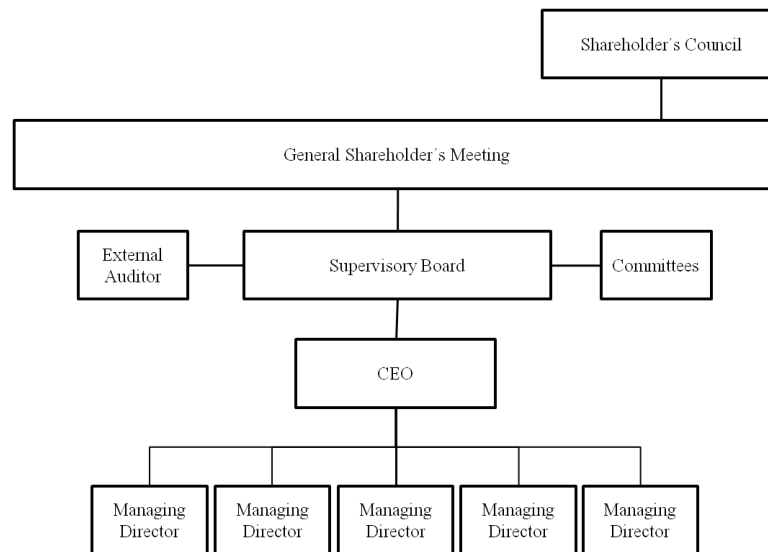 Shareholder´s Council
General Shareholder´s Meeting
External
Auditor
Supervisory Board
Committees
CEO
Managing
Director
Managing
Director
Managing
Director
Managing
Director
Managing
Director